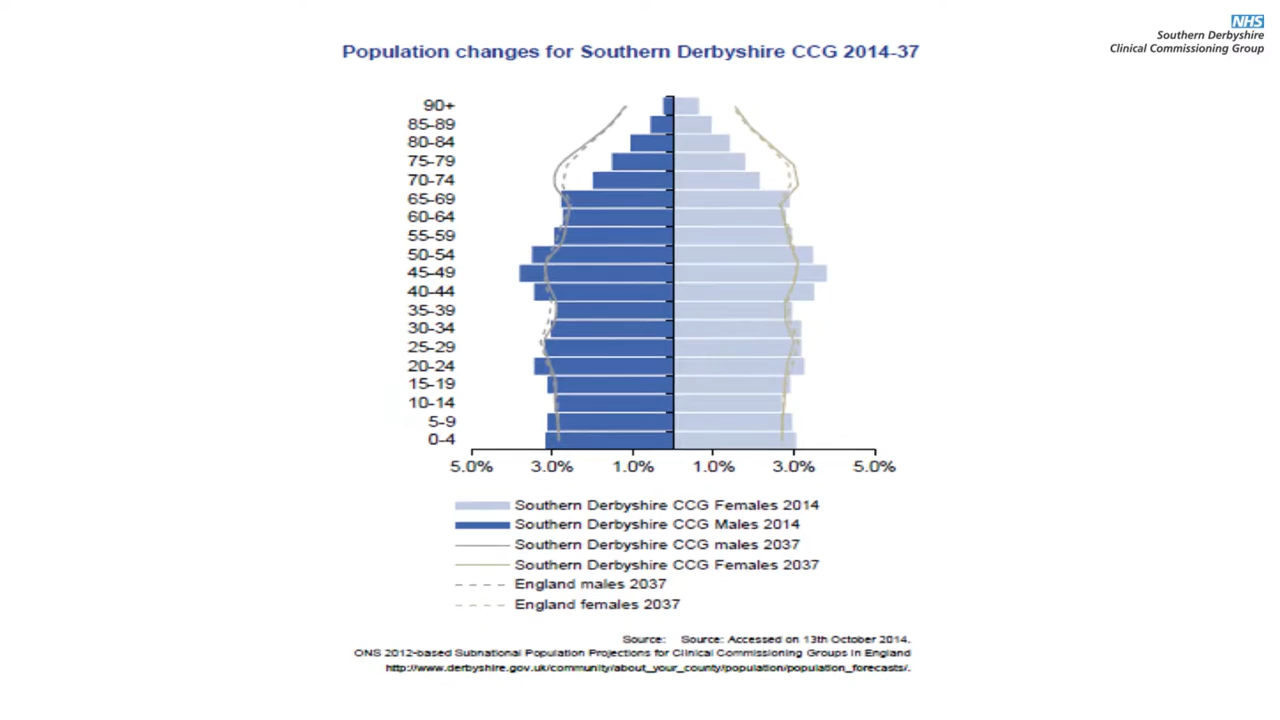 NHS
Southern Derbyshire
Clinical Commissioning Group
Population changes for Southern Derbyshire CCG 2014-37
90+
85-89
80-84
75-79
70-74
65-69
60-64
55-59
50-54
45-49
40-44
35-39
30-34
25-29
20-24
15-19
10-14
5-9
0-4
5.0% 3.0% 1.0% 1.0% 3.0% 5.0%
Southern Derbyshire CCG Females 2014
Southern Derbyshire CCG Males 2014
Southern Derbyshire CCG males 2037
Southern Derbyshire CCG Females 2037
England males 2037
England females 2037
Source: Source: Accessed on 13th October 2014.
ONS 2012-based Subnational Population Projections for Clinical Commissioning Groups in England
http://www.derbyshire.gov.uk/community/about_your_county/population/population_forecasts/.